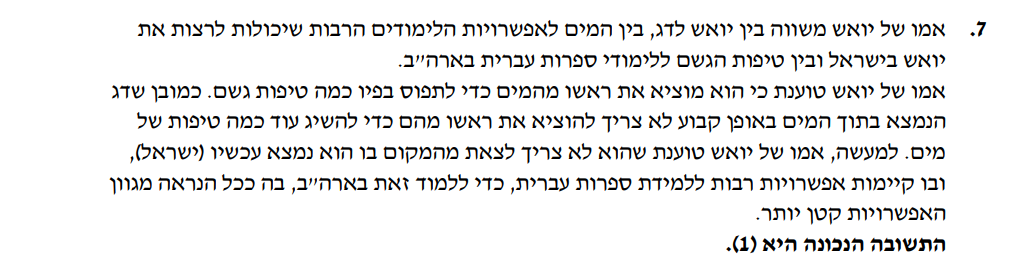 7. אמו של יואש משווה בין יואש לדג, בין המים לאפשרויות הלימודים הרבות שיכולות לרצות את
יואש בישראל ובין טיפות הגשם ללימודי ספרות עברית בארה״ב.
אמו של יואש טוענת כי הוא מוציא את ראשו מהמים כדי לתפוס בפיו כמה טיפות גשם. כמובן שדג
הנמצא בתוך המים באופן קבוע לא צריך להוציא את ראשו מהם כדי להשיג עוד כמה טיפות של
מים. למעשה, אמו של יואש טוענת שהוא לא צריך לצאת מהמקום בו הוא נמצא עכשיו (ישראל),
ובו קיימות אפשרויות רבות ללמידת ספרות עברית, כדי ללמוד זאת בארה״ב, בה ככל הנראה מגוון
האפשרויות קטן יותר.
התשובה הנכונה היא (1).